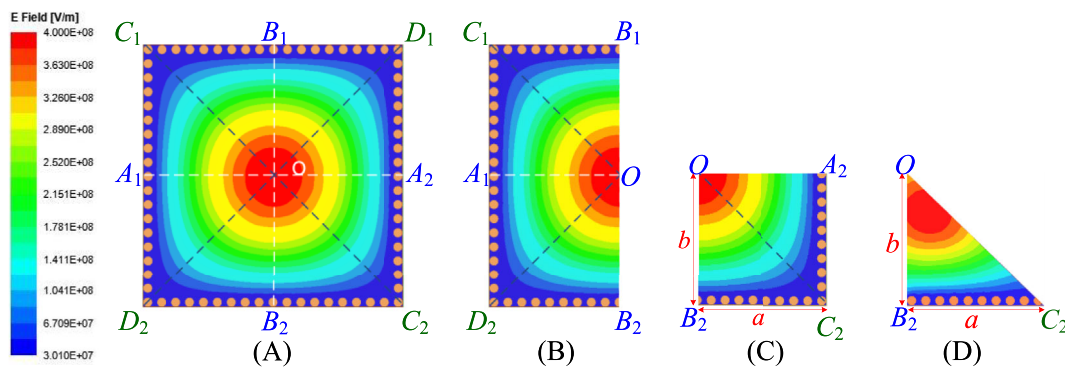 E Field [V/m]
4.000E+08
3.630E+08
3.260E+08
2.890E+08
2.520E+08
2.151E+08
1.781E+08
1.411E+08
1.041E+08
6.709E+07
3.010E+07
C1 B1 D1
A1 O A2
D2 B2 C2
(A)
C1 B1
A1 O
D2 B2
(B)
O A2
b
B2 a C2
(C)
O
b
B2 a C2
(D)